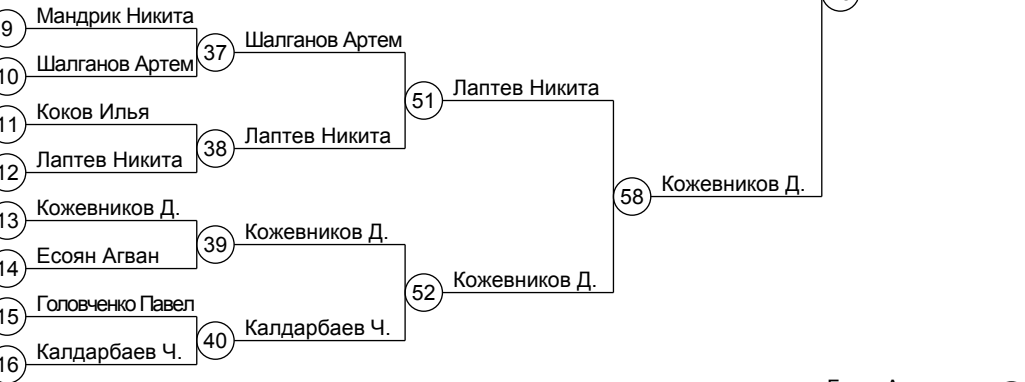 9 Мандрик Никита
37 Шалганов Артем
10 Шалганов Артем
51 Лаптев Никита
11 Коков Илья
38 Лаптев Никита
12 Лаптев Никита
58 Кожевников Д.
13 Кожевников Д.
39 Кожевников Д.
14 Есоян Агван
52 Кожевников Д.
15 Головченко Павел
40 Калдарбаев Ч.
16 Калдарбаев Ч.